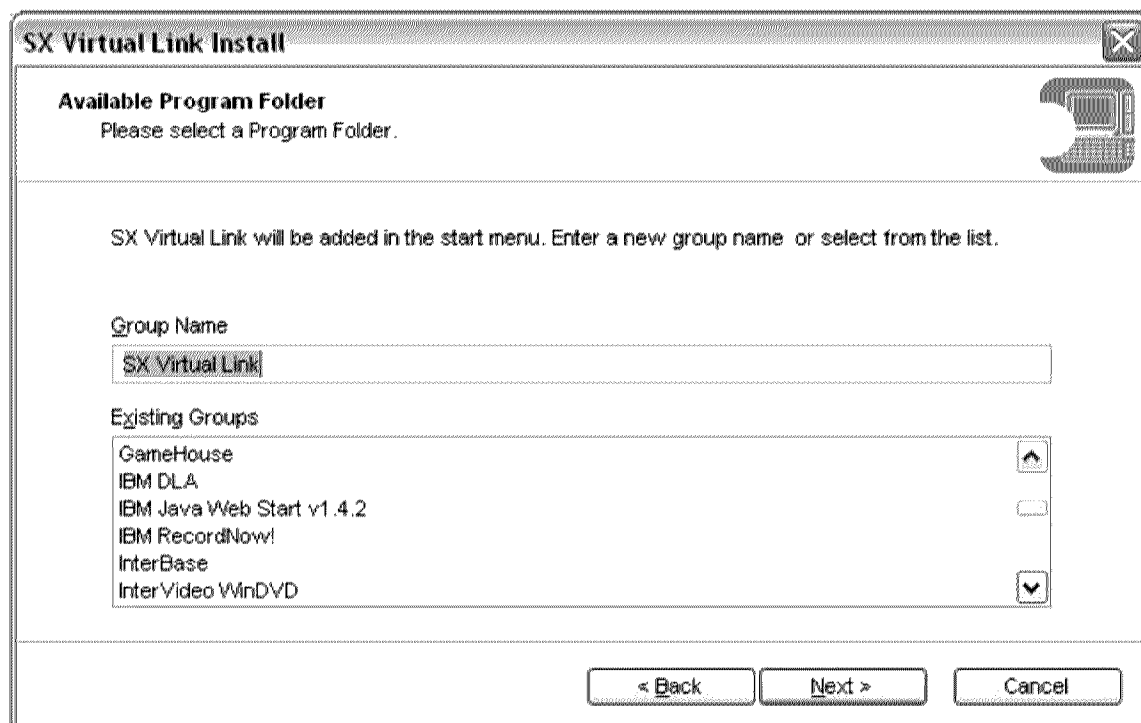 SX Virtual Link Install
Available Program Folder
Please select a Program Folder.
SX Virtual Link will be added in the start menu. Enter a new group name or select from the list.
Group Name
SX Virtual Link
Existing Groups
GameHouse
IBM DLA
IBM Java Web Start v1.4.2
IBM RecordNow!
InterBase
InterVideo WinDVD
< Back
Next >
Cancel